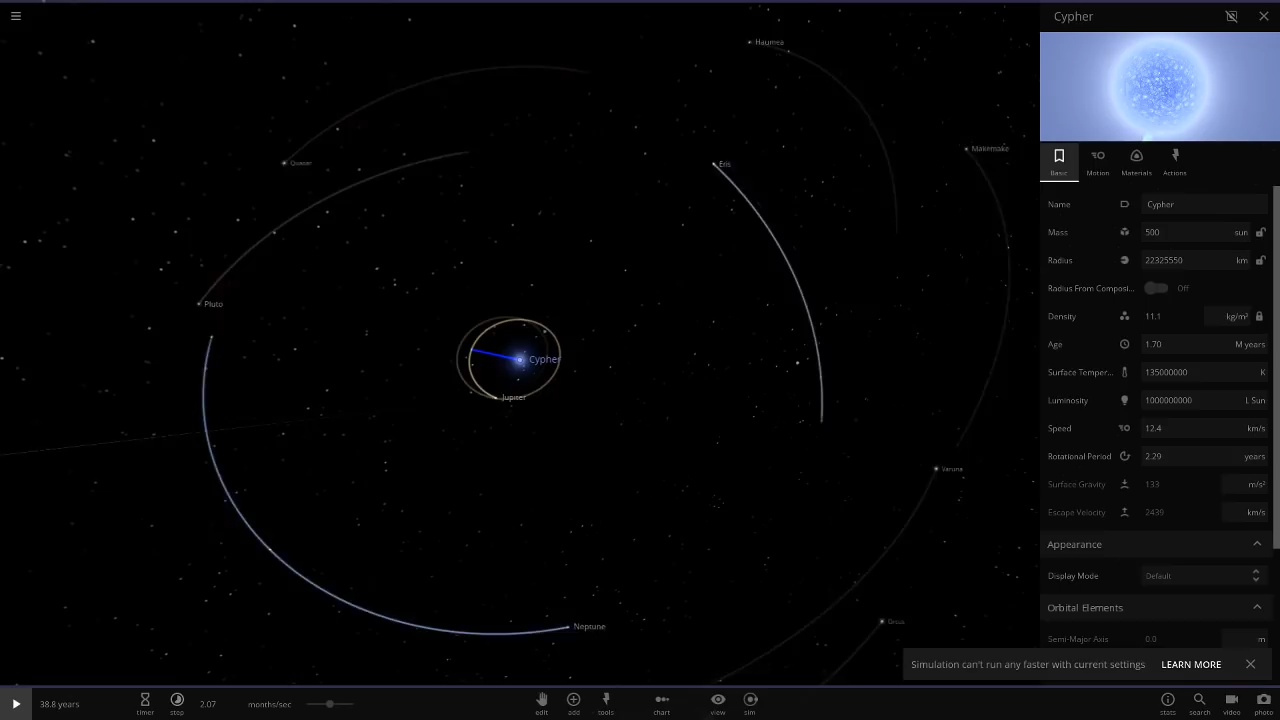 Cypher
Haumea
Quaoar
Eris
Makemake
Pluto
Cypher
Jupiter
Varuna
Orcus
Neptune
Basic
Motion
Materials
Actions
Name Cypher
Mass 500 sun
Radius 22325550 km
Radius From Composi... Off
Density 11.1 kg/m³
Age 1.70 M years
Surface Temper... 135000000 K
Luminosity 1000000000 L Sun
Speed 12.4 km/s
Rotational Period 2.29 years
Surface Gravity 133 m/s²
Escape Velocity 2439 km/s
Appearance
Display Mode Default
Orbital Elements
Semi-Major Axis 0.0 m
Simulation can't run any faster with current settings LEARN MORE
38.8 years
timer
step
2.07 months/sec
edit
add
tools
chart
view
sim
stats
search
video
photo